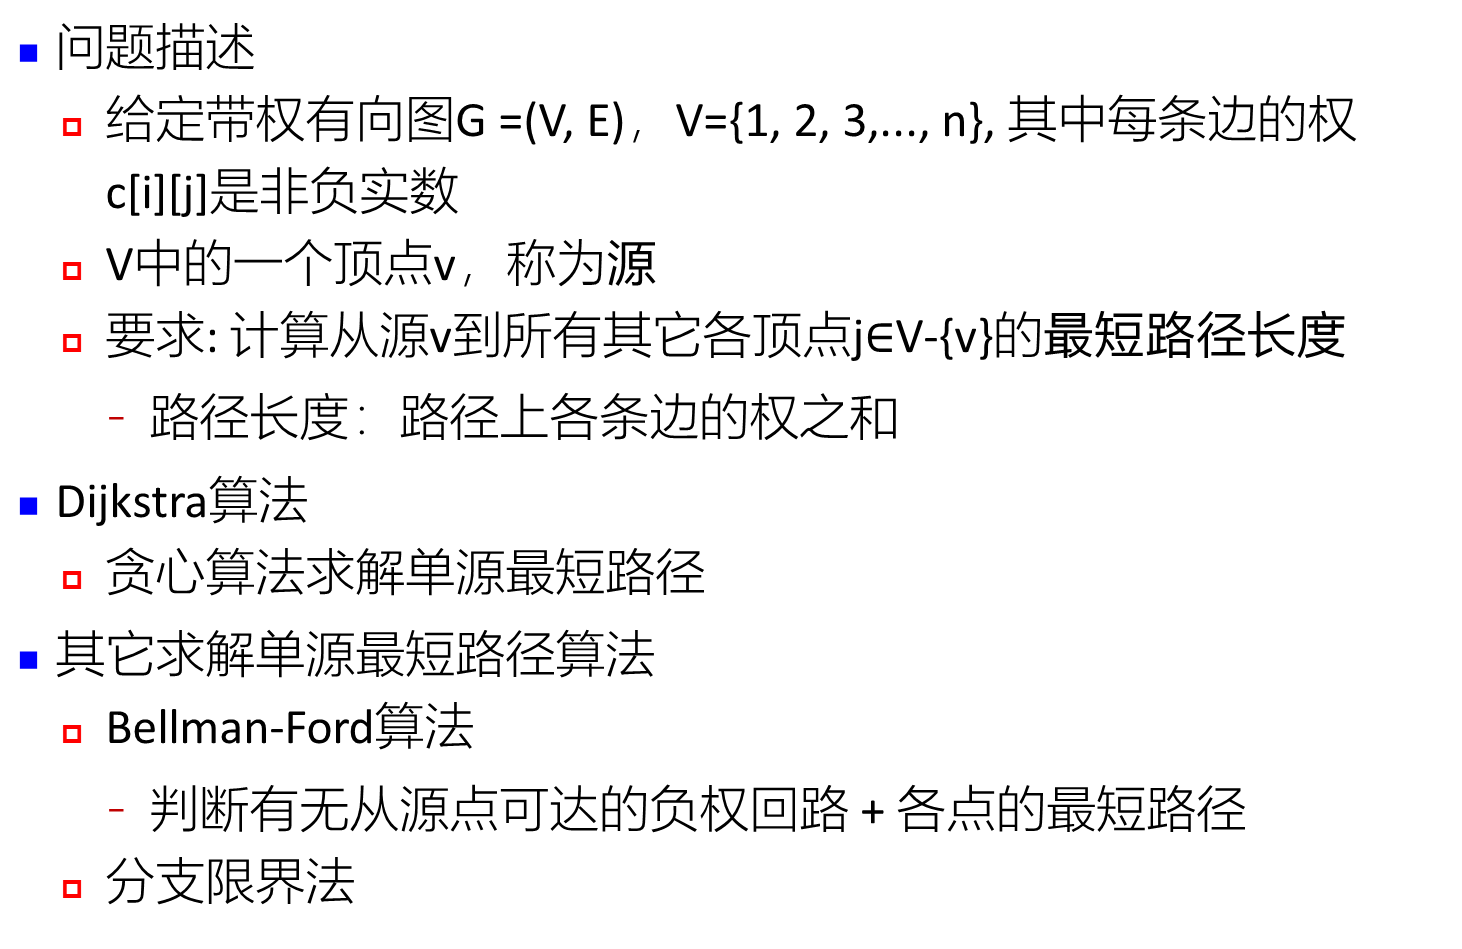 问题描述
给定带权有向图G =(V, E)， V={1, 2, 3,..., n}, 其中每条边的权
c[i][j]是非负实数
V中的一个顶点v，称为源
要求: 计算从源v到所有其它各顶点j∈V-{v}的最短路径长度
- 路径长度：路径上各条边的权之和
Dijkstra算法
贪心算法求解单源最短路径
其它求解单源最短路径算法
Bellman-Ford算法
- 判断有无从源点可达的负权回路 + 各点的最短路径
分支限界法